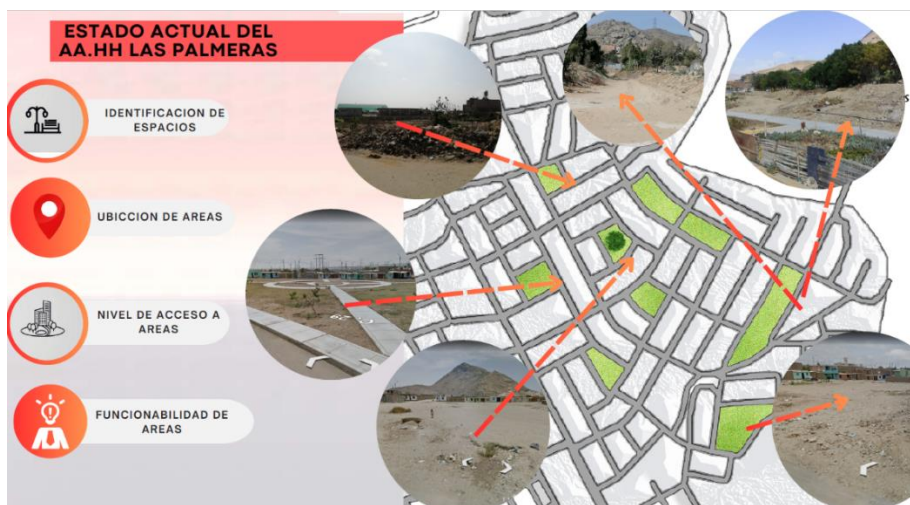 ESTADO ACTUAL DEL
AA.HH LAS PALMERAS
IDENTIFICACION DE
ESPACIOS
UBICCION DE AREAS
NIVEL DE ACCESO A
AREAS
FUNCIONABILIDAD DE
AREAS